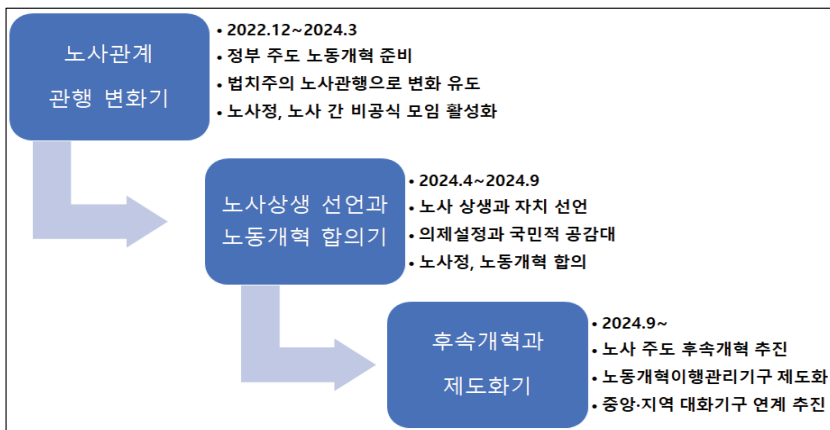 노사관계
관행 변화기
• 2022.12~2024.3
• 정부 주도 노동개혁 준비
• 법치주의 노사관행으로 변화 유도
• 노사정, 노사 간 비공식 모임 활성화
노사상생 선언과
노동개혁 합의기
• 2024.4~2024.9
• 노사 상생과 자치 선언
• 의제설정과 국민적 공감대
• 노사정, 노동개혁 합의
후속개혁과
제도화기
• 2024.9~
• 노사 주도 후속개혁 추진
• 노동개혁이행관리기구 제도화
• 중앙·지역 대화기구 연계 추진